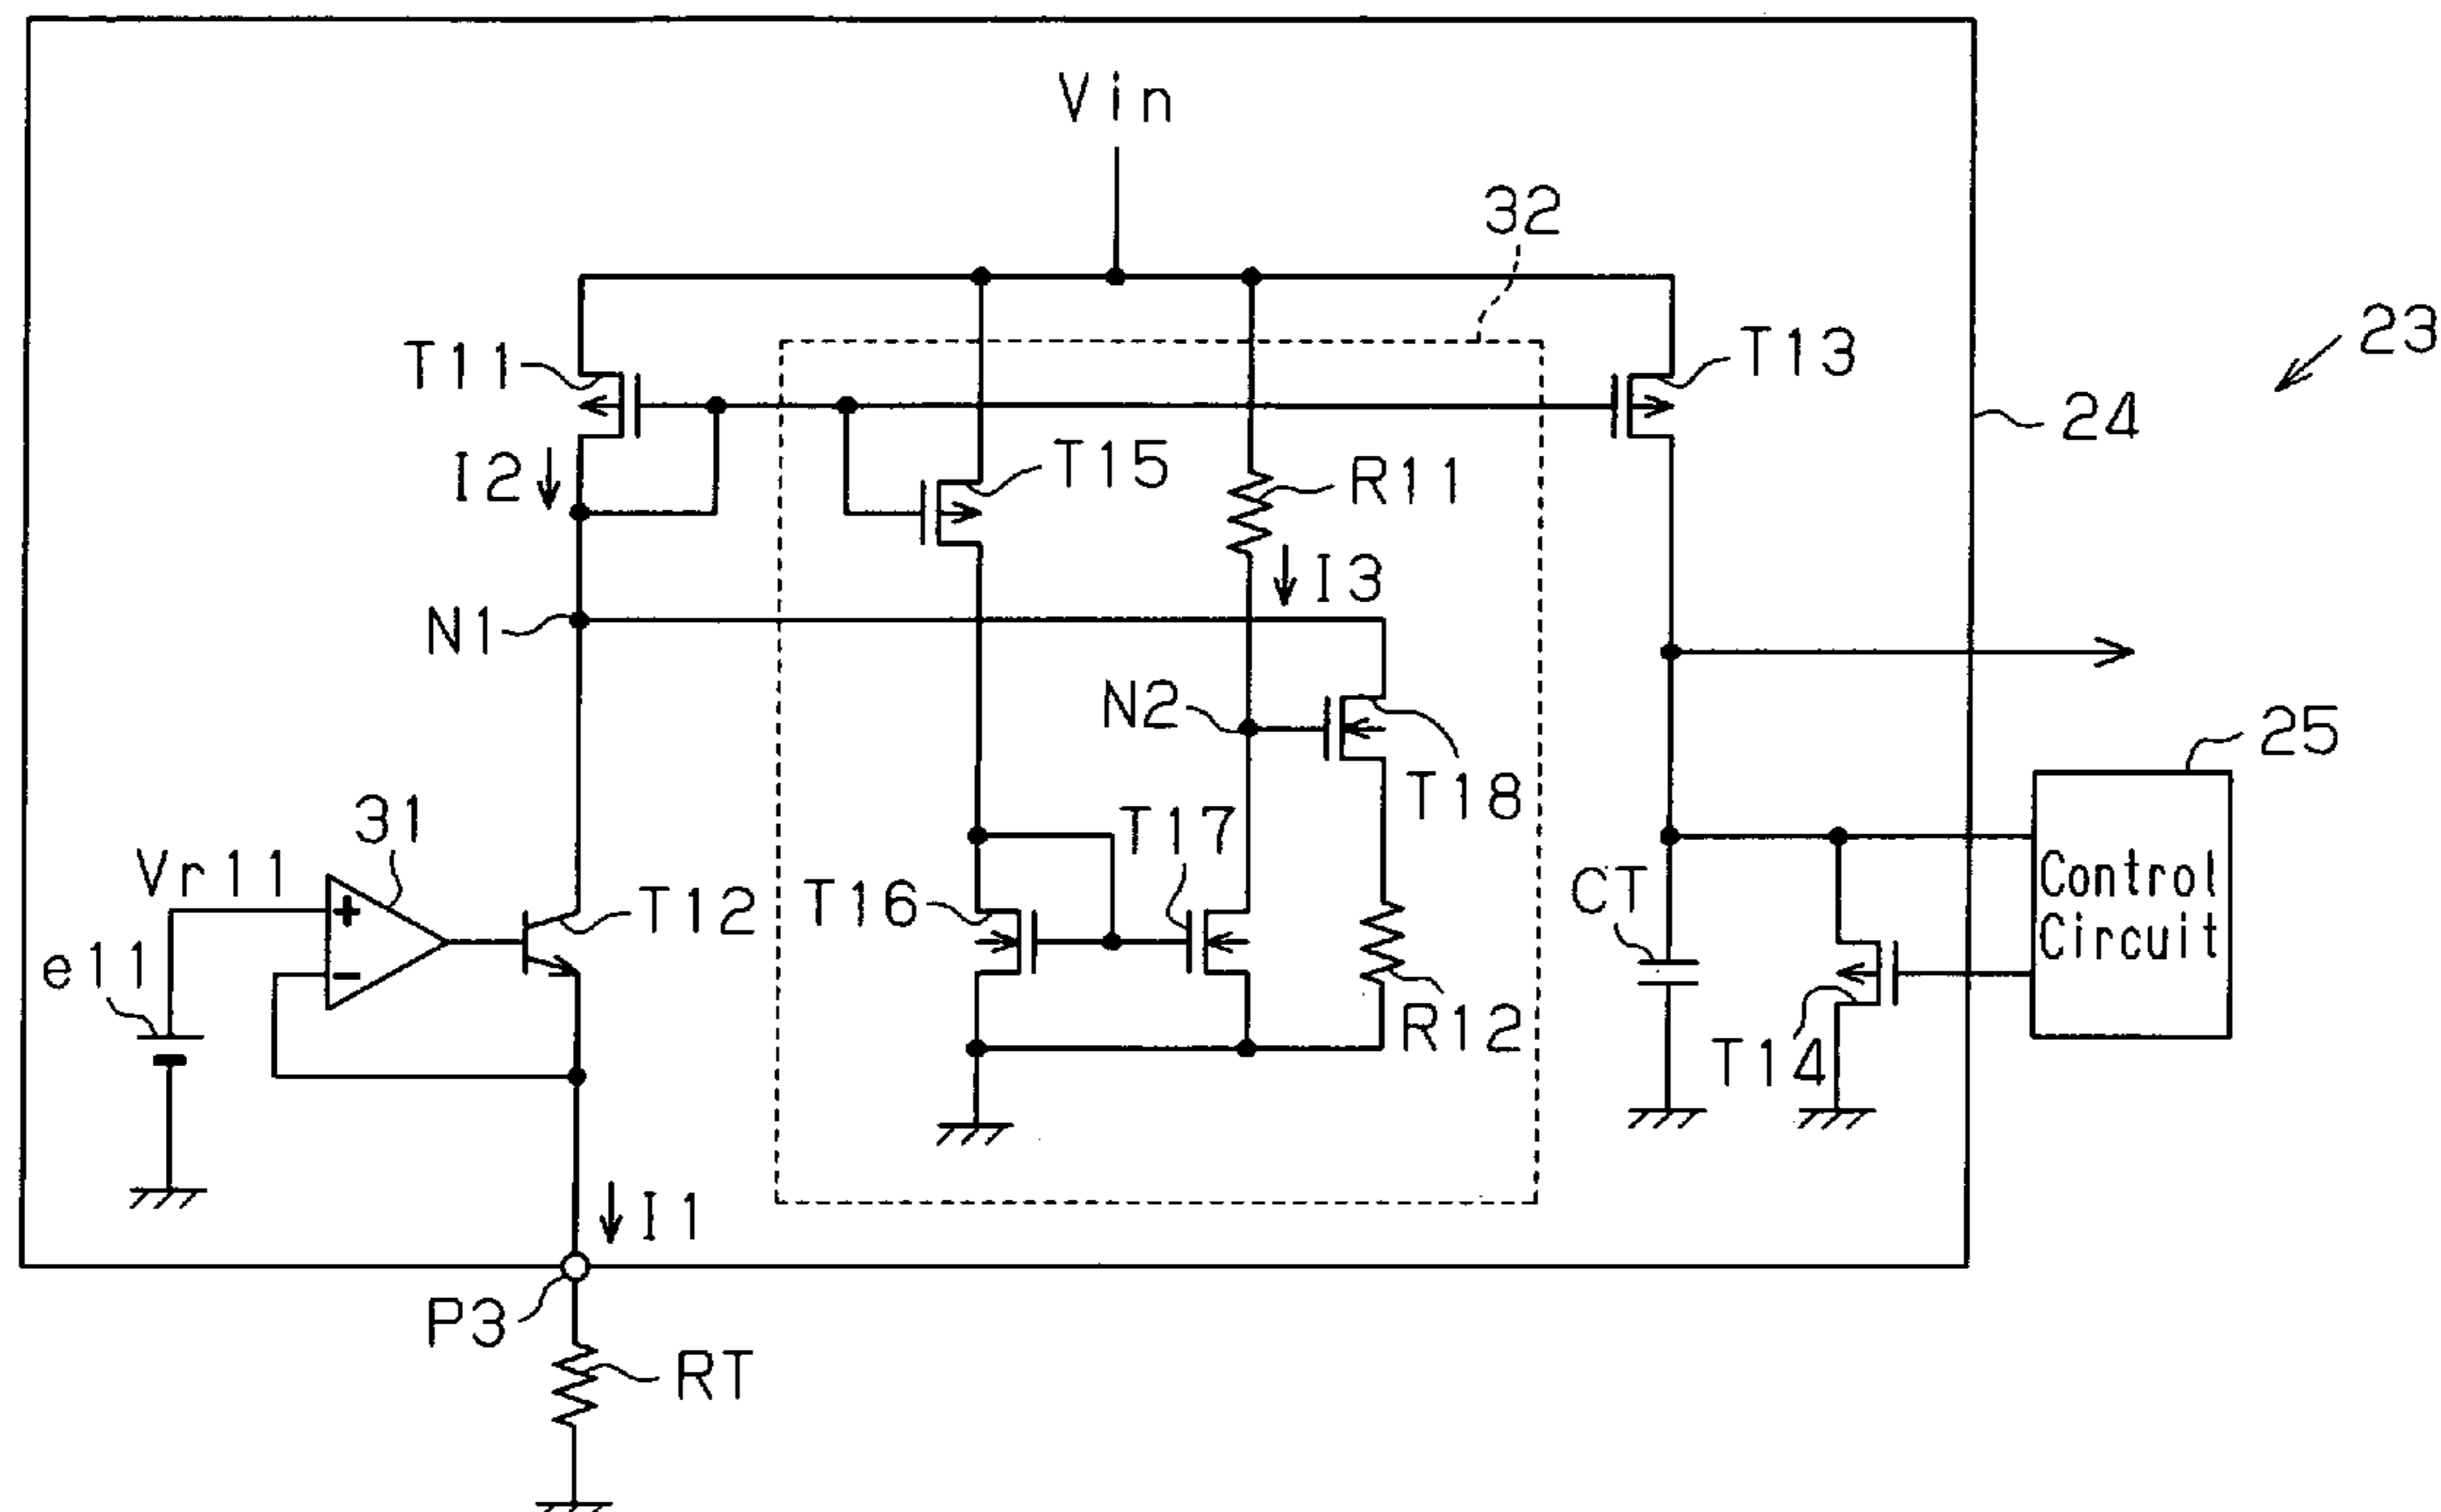 Vin
32
23
T11
T13
24
I2
T15
R11
I3
N1
N2
25
T18
31
T17
Vr11
T12
T16
CT
Control
Circuit
e11
R12
T14
I1
P3
RT